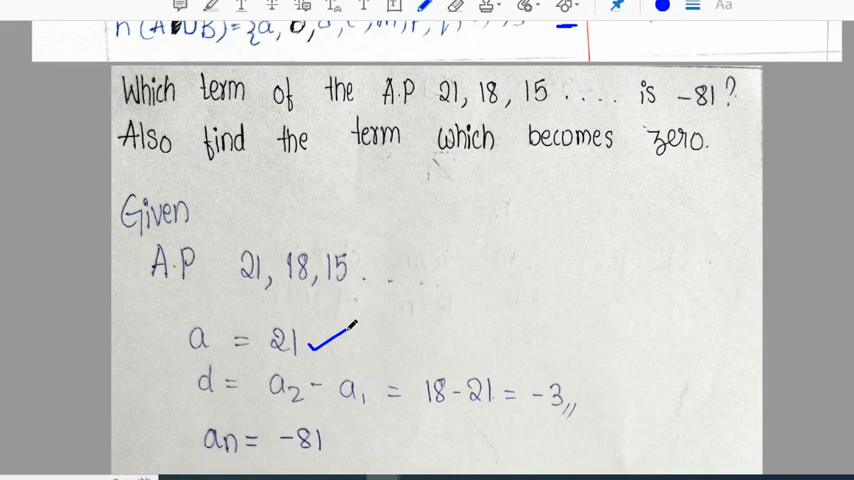 n(A∪B)={a, b,
Which term of the A.P 21, 18, 15 .... is -81?
Also find the term which becomes zero.
Given
A.P 21, 18, 15 . . ...
a = 21
d = a₂ - a₁ = 18-21 = -3,,
an = -81
Aa